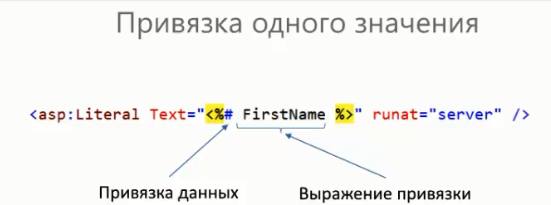 Привязка одного значения
<asp:Literal Text="<%# FirstName %>" runat="server" />
Привязка данных Выражение привязки